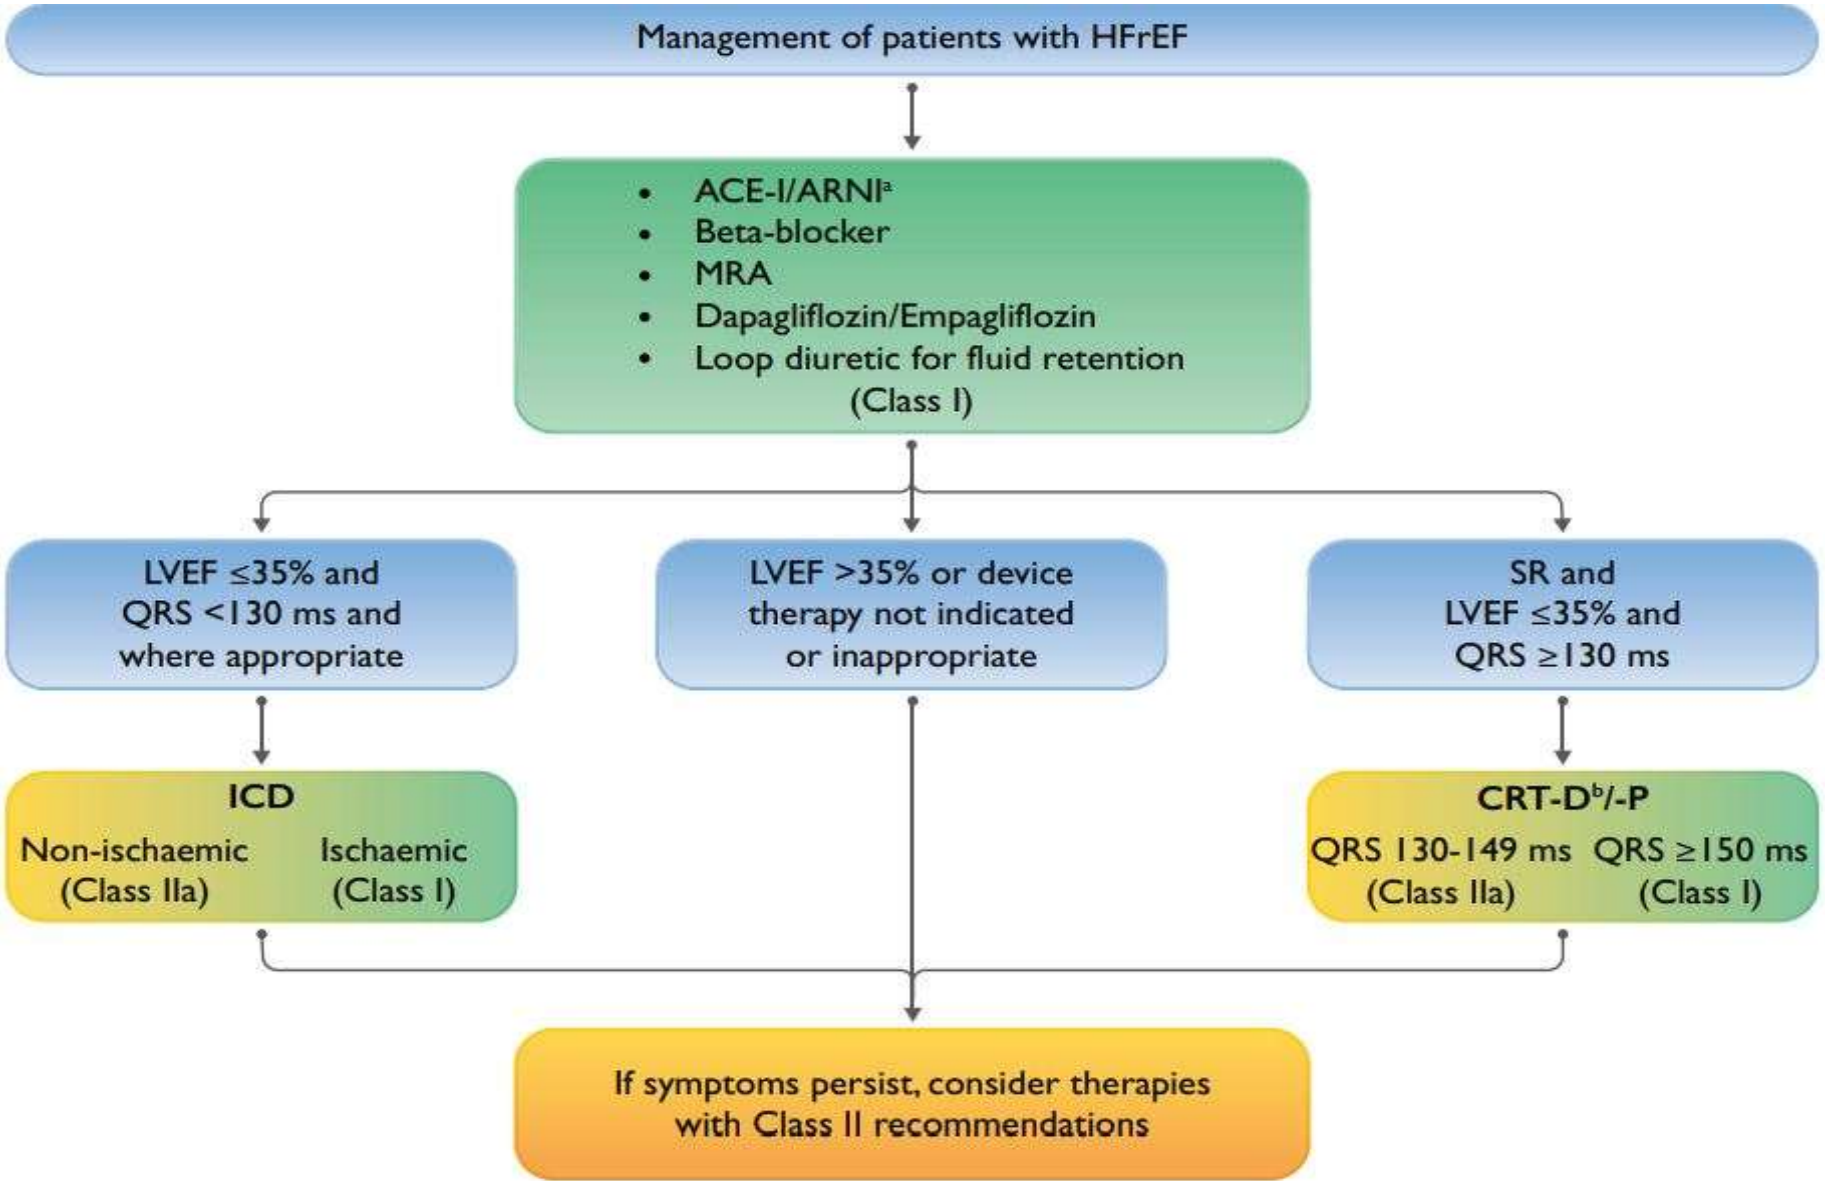 Management of patients with HFrEF
• ACE-I/ARNIᵃ
• Beta-blocker
• MRA
• Dapagliflozin/Empagliflozin
• Loop diuretic for fluid retention
(Class I)
LVEF ≤35% and
QRS <130 ms and
where appropriate
LVEF >35% or device
therapy not indicated
or inappropriate
SR and
LVEF ≤35% and
QRS ≥130 ms
ICD
Non-ischaemic Ischaemic
(Class IIa) (Class I)
CRT-Dᵇ/-P
QRS 130-149 ms QRS ≥150 ms
(Class IIa) (Class I)
If symptoms persist, consider therapies
with Class II recommendations